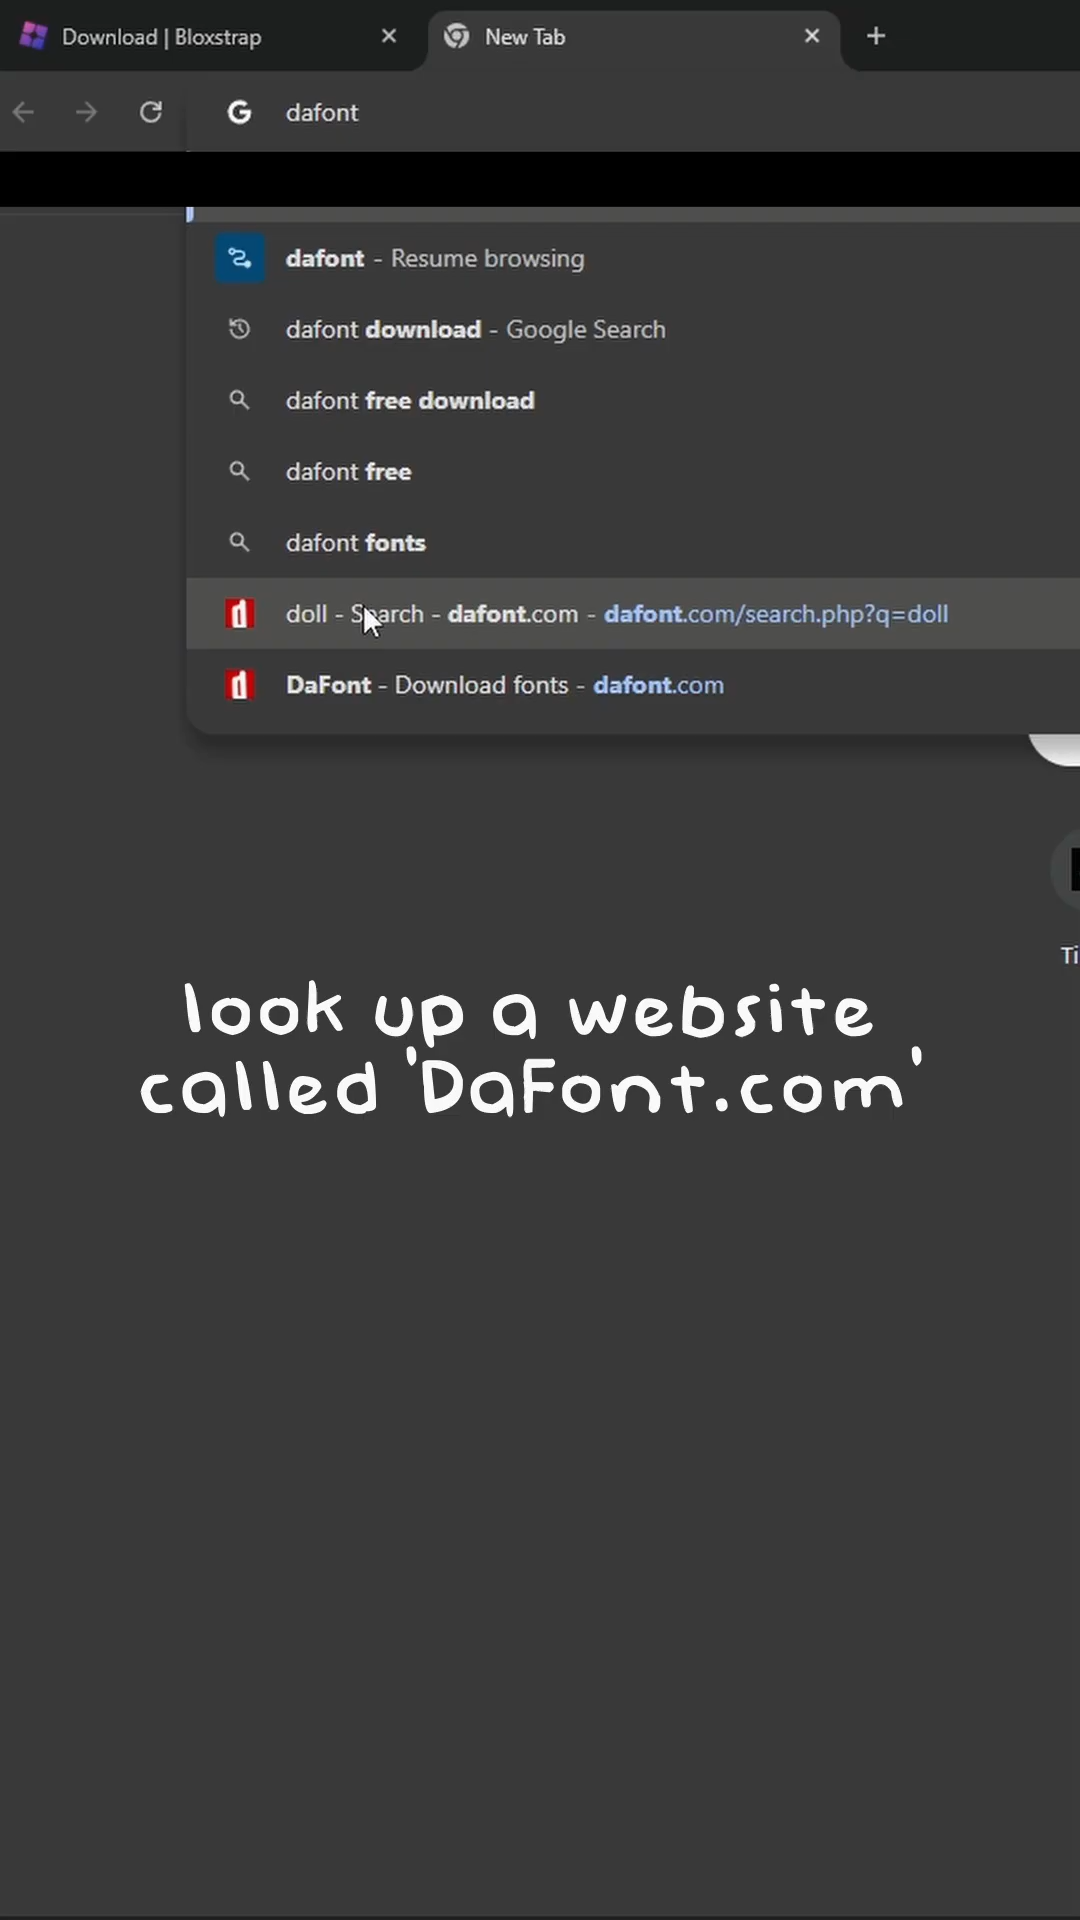 Download | Bloxstrap
New Tab
dafont
dafont - Resume browsing
dafont download - Google Search
dafont free download
dafont free
dafont fonts
doll - Search - dafont.com - dafont.com/search.php?q=doll
DaFont - Download fonts - dafont.com
Ti
look up a website
called 'DaFont.com'